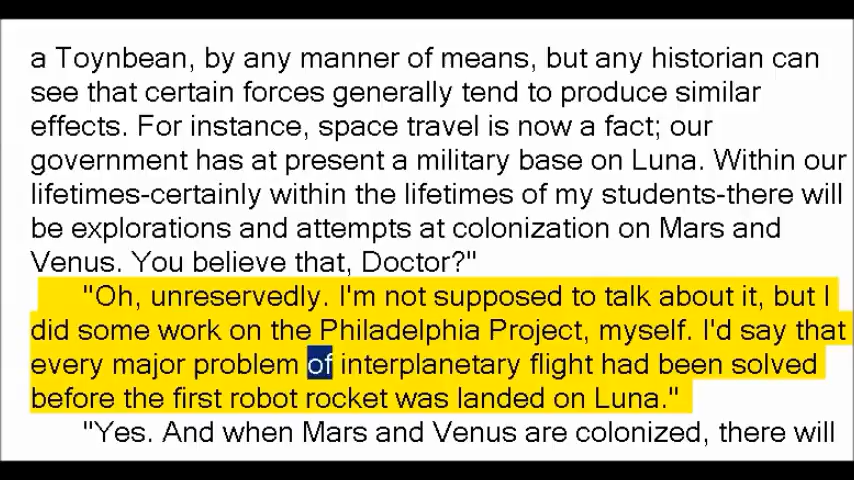 a Toynbean, by any manner of means, but any historian can
see that certain forces generally tend to produce similar
effects. For instance, space travel is now a fact; our
government has at present a military base on Luna. Within our
lifetimes-certainly within the lifetimes of my students-there will
be explorations and attempts at colonization on Mars and
Venus. You believe that, Doctor?"
"Oh, unreservedly. I'm not supposed to talk about it, but I
did some work on the Philadelphia Project, myself. I'd say that
every major problem of interplanetary flight had been solved
before the first robot rocket was landed on Luna."
"Yes. And when Mars and Venus are colonized, there will